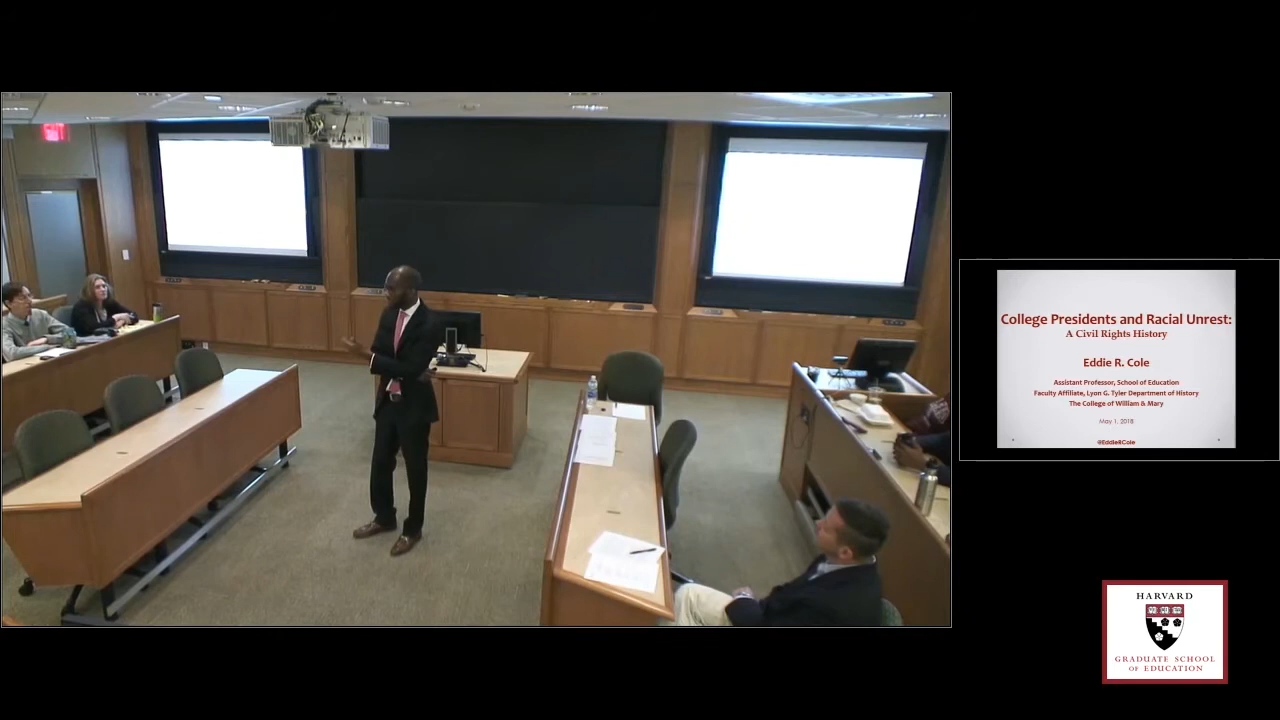 College Presidents and Racial Unrest:
A Civil Rights History
Eddie R. Cole
Assistant Professor, School of Education
Faculty Affiliate, Lyon G. Tyler Department of History
The College of William & Mary
May 1, 2018
@EddieRCole
HARVARD
GRADUATE SCHOOL
OF EDUCATION